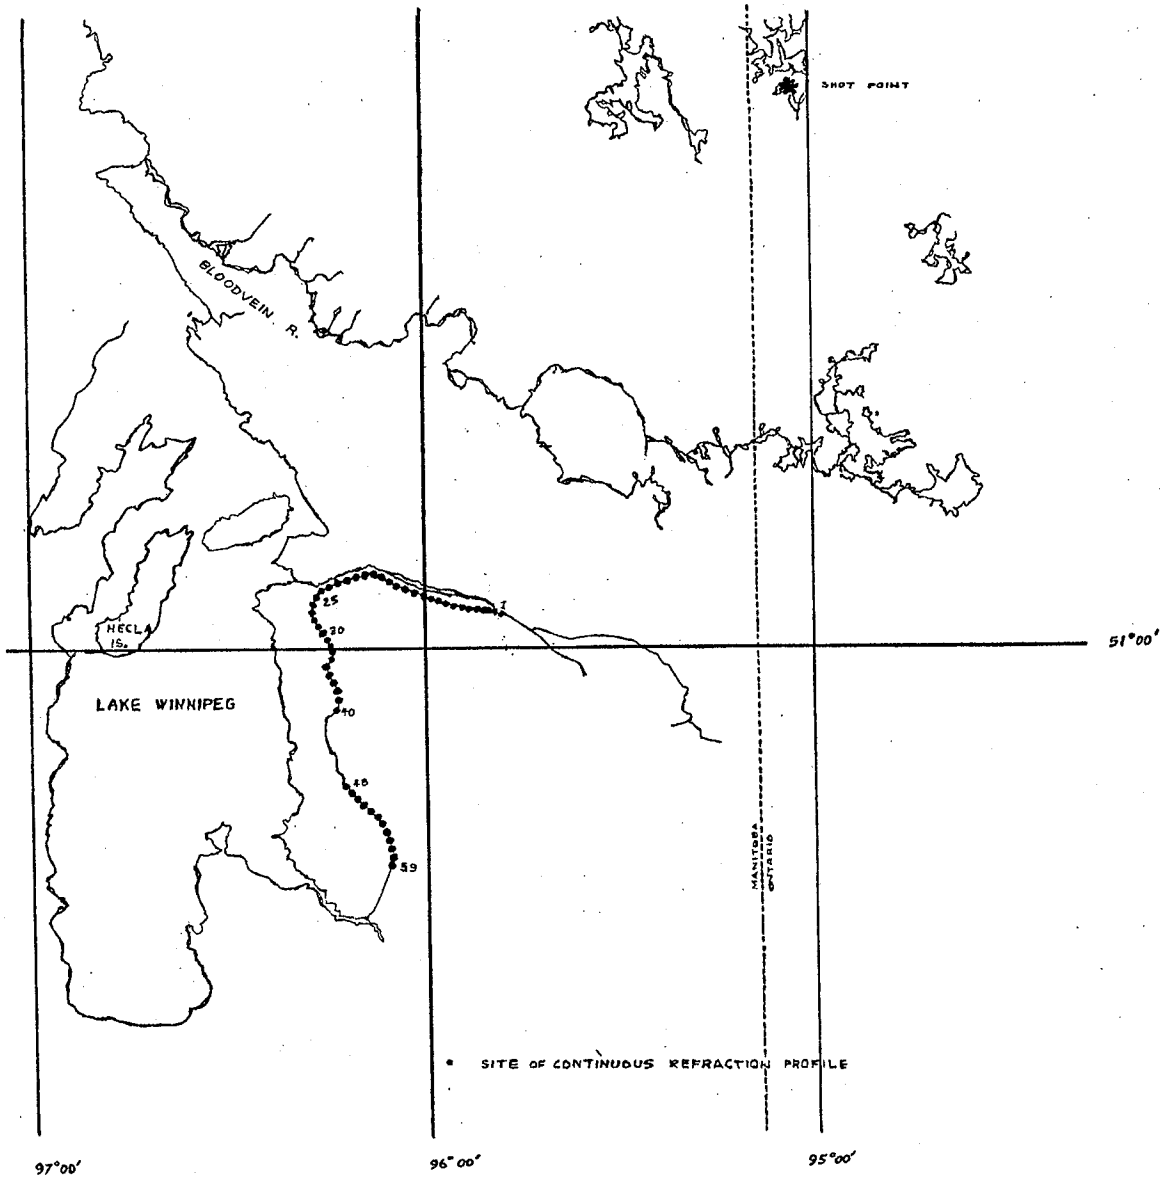 SHOT POINT
BLOODVEIN R.
1
25
30
HECLA
IS.
51°00'
LAKE WINNIPEG
40
48
59
MANITOBA
ONTARIO
• SITE OF CONTINUOUS REFRACTION PROFILE
97°00'
96°00'
95°00'